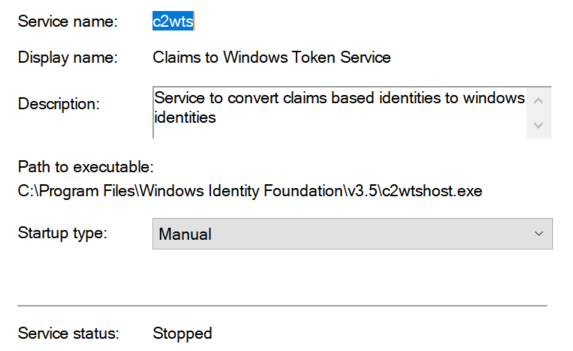 Service name: c2wts
Display name: Claims to Windows Token Service
Description: Service to convert claims based identities to windows
identities
Path to executable:
C:\Program Files\Windows Identity Foundation\v3.5\c2wtshost.exe
Startup type: Manual
Service status: Stopped